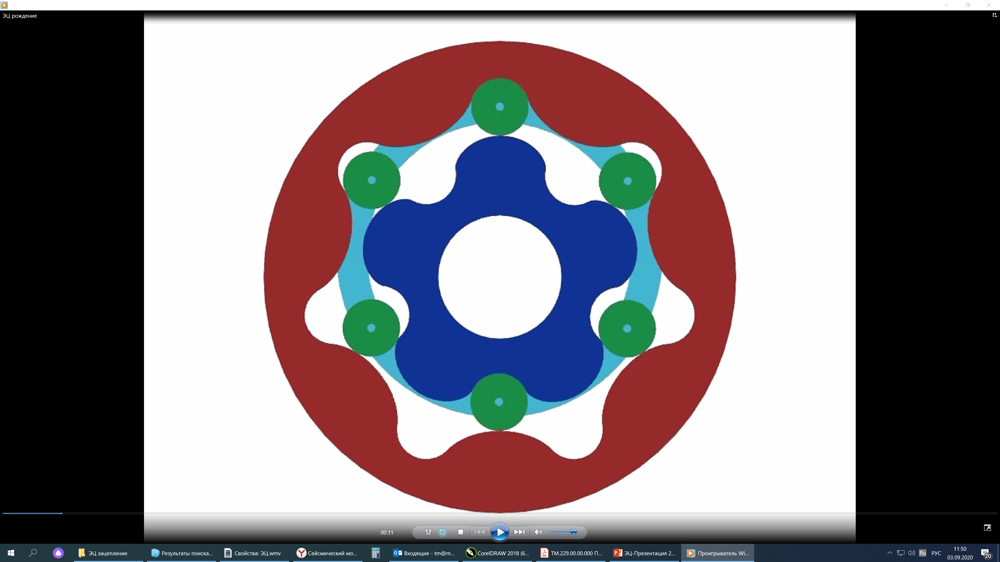 ЭЦ рождение
00:11
ЭЦ зацепление
Результаты поиска...
Свойства: ЭЦ.wmv
Сейсмический мо...
Входящие - tm@m...
CorelDRAW 2018 (6...
TM.229.00.00.000 П...
ЭЦ-Презентация 2...
Проигрыватель Wi...
Ru
РУС
11:50
03.09.2020
20